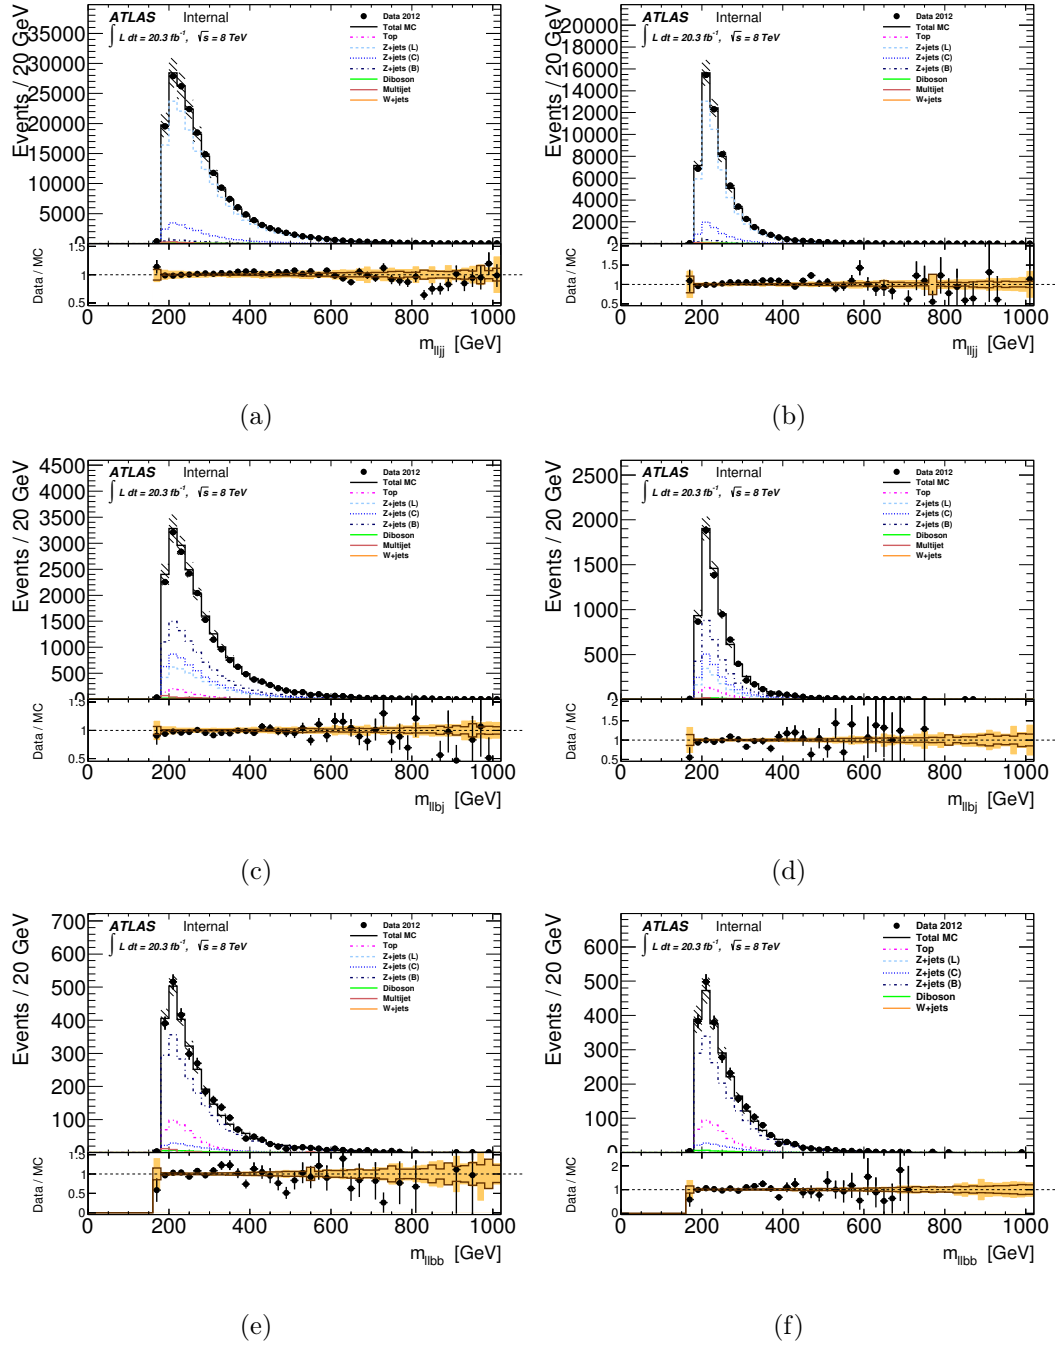 ATLAS Internal
∫ L dt = 20.3 fb⁻¹, √s = 8 TeV
Data 2012
Total MC
Top
Z+jets (L)
Z+jets (C)
Z+jets (B)
Diboson
Multijet
W+jets
Events / 20 GeV
35000
30000
25000
20000
15000
10000
5000
0
Data / MC
1.5
1
0.5
0 200 400 600 800 1000
m_lljj [GeV]
(a)
ATLAS Internal
∫ L dt = 20.3 fb⁻¹, √s = 8 TeV
Data 2012
Total MC
Top
Z+jets (L)
Z+jets (C)
Z+jets (B)
Diboson
Multijet
W+jets
Events / 20 GeV
20000
18000
16000
14000
12000
10000
8000
6000
4000
2000
0
Data / MC
2
1.5
1
0.5
0 200 400 600 800 1000
m_lljj [GeV]
(b)
ATLAS Internal
∫ L dt = 20.3 fb⁻¹, √s = 8 TeV
Data 2012
Total MC
Top
Z+jets (L)
Z+jets (C)
Z+jets (B)
Diboson
Multijet
W+jets
Events / 20 GeV
4500
4000
3500
3000
2500
2000
1500
1000
500
Data / MC
1.5
1
0.5
0 200 400 600 800 1000
m_llbj [GeV]
(c)
ATLAS Internal
∫ L dt = 20.3 fb⁻¹, √s = 8 TeV
Data 2012
Total MC
Top
Z+jets (L)
Z+jets (C)
Z+jets (B)
Diboson
Multijet
W+jets
Events / 20 GeV
2500
2000
1500
1000
500
0
Data / MC
2
1.5
1
0.5
0 200 400 600 800 1000
m_llbj [GeV]
(d)
ATLAS Internal
∫ L dt = 20.3 fb⁻¹, √s = 8 TeV
Data 2012
Total MC
Top
Z+jets (L)
Z+jets (C)
Z+jets (B)
Diboson
Multijet
W+jets
Events / 20 GeV
700
600
500
400
300
200
100
Data / MC
1.5
1
0.5
0
0 200 400 600 800 1000
m_llbb [GeV]
(e)
ATLAS Internal
∫ L dt = 20.3 fb⁻¹, √s = 8 TeV
Data 2012
Total MC
Top
Z+jets (L)
Z+jets (C)
Z+jets (B)
Diboson
W+jets
Events / 20 GeV
600
500
400
300
200
100
0
Data / MC
2
1
0
0 200 400 600 800 1000
m_llbb [GeV]
(f)